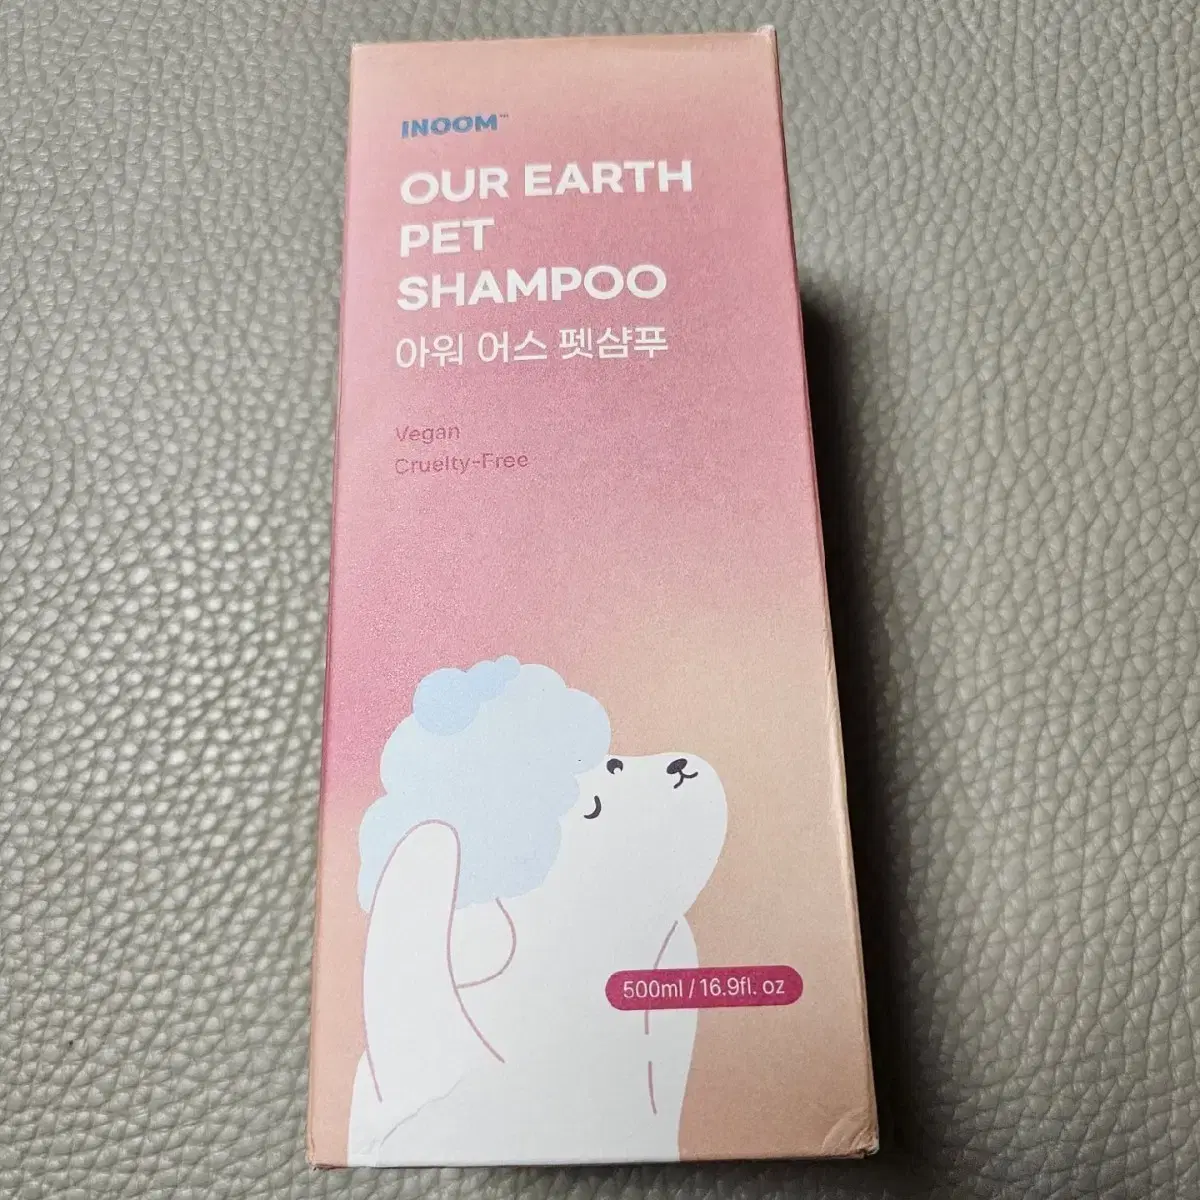 INOOM™
OUR EARTH
PET
SHAMPOO
아워 어스 펫샴푸
Vegan
Cruelty-Free
500ml / 16.9fl. oz